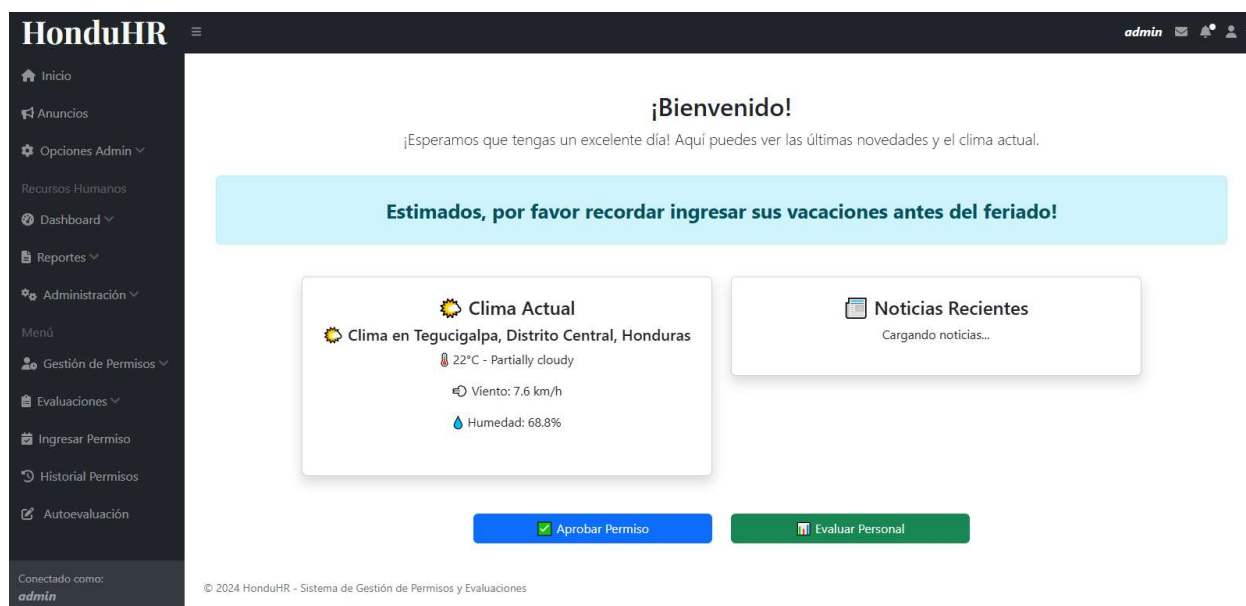 HonduHR
admin
Inicio
Anuncios
Opciones Admin
Recursos Humanos
Dashboard
Reportes
Administración
Menú
Gestión de Permisos
Evaluaciones
Ingresar Permiso
Historial Permisos
Autoevaluación
Conectado como:
admin
¡Bienvenido!
¡Esperamos que tengas un excelente día! Aquí puedes ver las últimas novedades y el clima actual.
Estimados, por favor recordar ingresar sus vacaciones antes del feriado!
Clima Actual
Clima en Tegucigalpa, Distrito Central, Honduras
22°C - Partially cloudy
Viento: 7.6 km/h
Humedad: 68.8%
Noticias Recientes
Cargando noticias...
Aprobar Permiso
Evaluar Personal
© 2024 HonduHR - Sistema de Gestión de Permisos y Evaluaciones